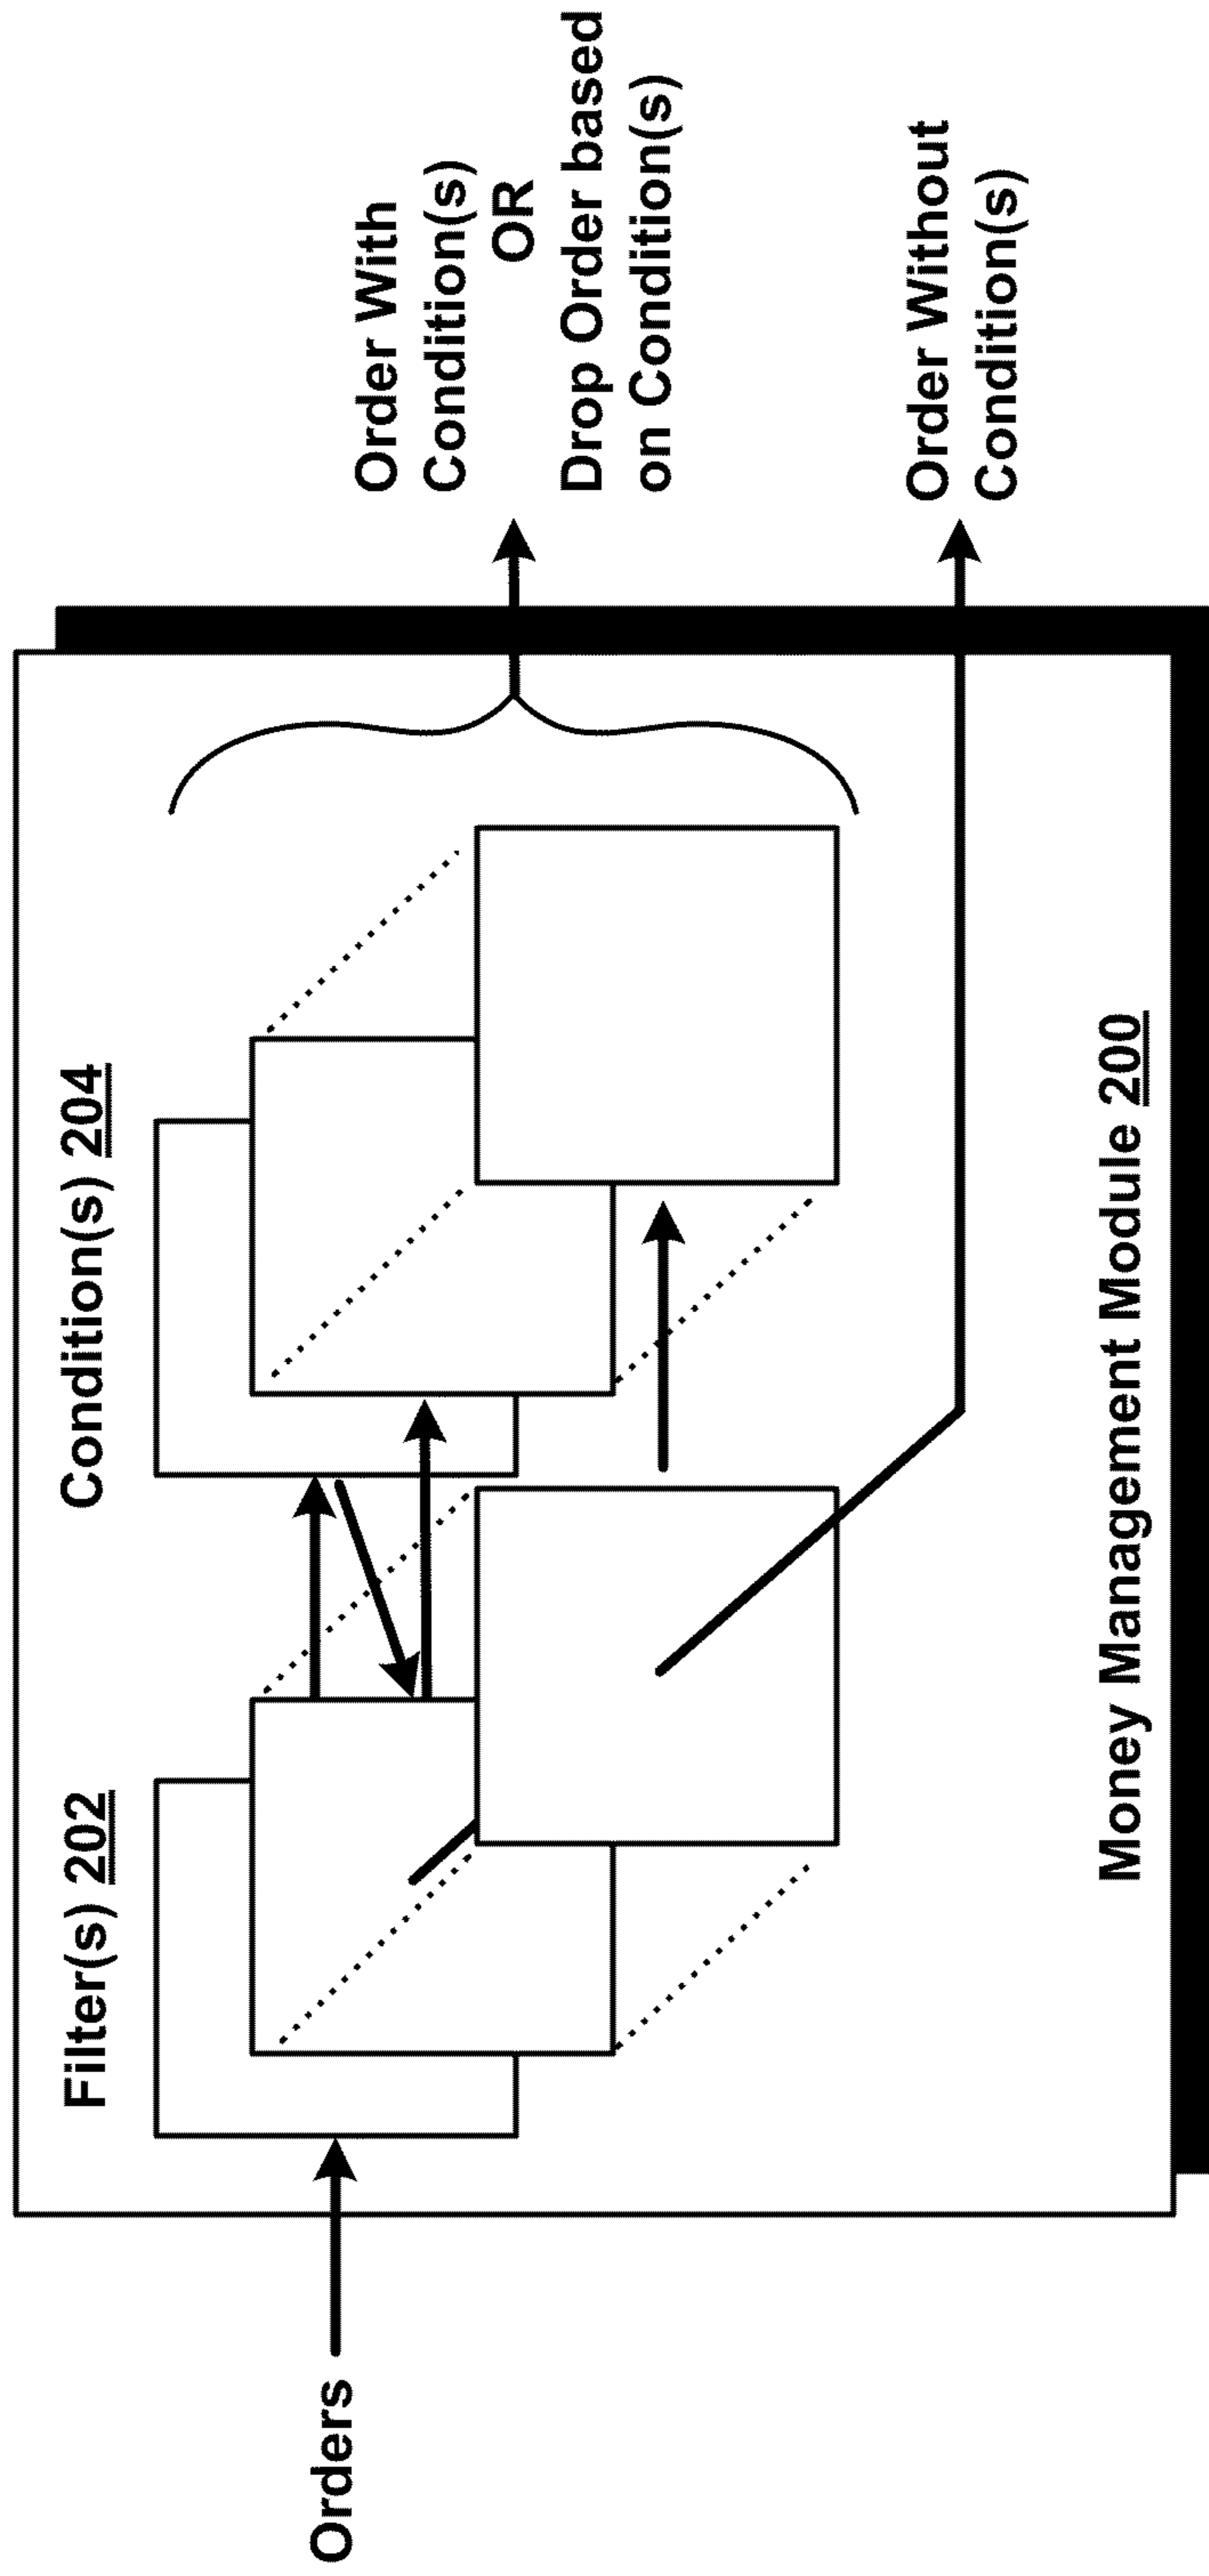 Orders
Filter(s) 202
Condition(s) 204
Order With
Condition(s)
OR
Drop Order based
on Condition(s)
Order Without
Condition(s)
Money Management Module 200